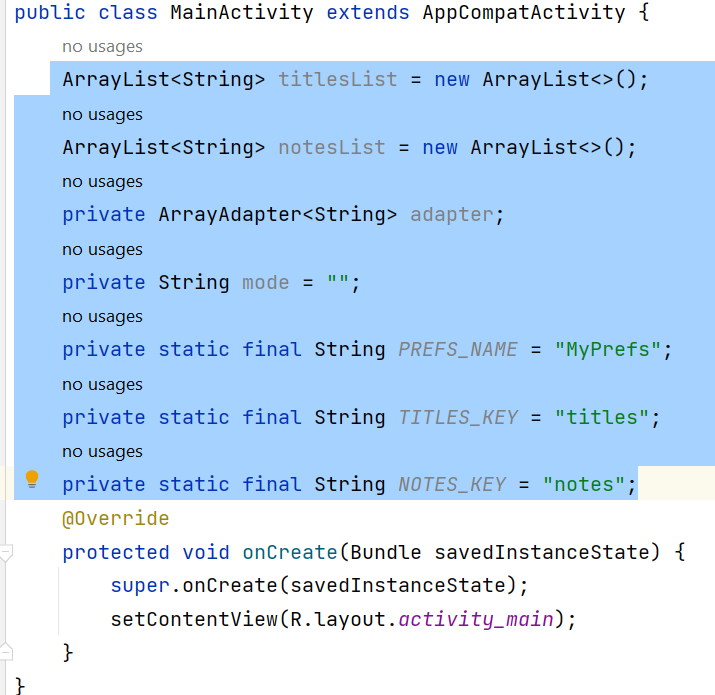 public class MainActivity extends AppCompatActivity {
no usages
ArrayList<String> titlesList = new ArrayList<>();
no usages
ArrayList<String> notesList = new ArrayList<>();
no usages
private ArrayAdapter<String> adapter;
no usages
private String mode = "";
no usages
private static final String PREFS_NAME = "MyPrefs";
no usages
private static final String TITLES_KEY = "titles";
no usages
private static final String NOTES_KEY = "notes";
@Override
protected void onCreate(Bundle savedInstanceState) {
super.onCreate(savedInstanceState);
setContentView(R.layout.activity_main);
}
}